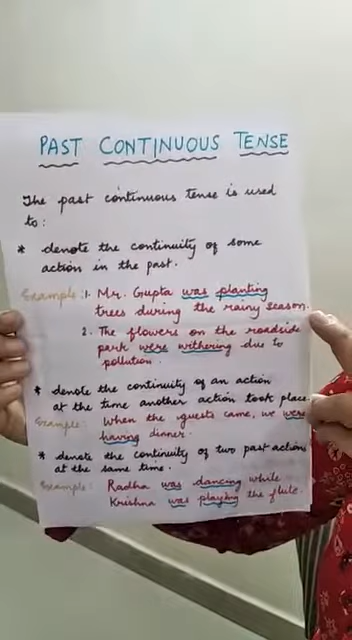 PAST CONTINUOUS TENSE
The past continuous tense is used
to:
* denote the continuity of some
action in the past.
Example: 1. Mr. Gupta was planting
trees during the rainy season.
2. The flowers on the roadside
park were withering due to
pollution.
* denote the continuity of an action
at the time another action took place.
Example: When the guests came, we were
having dinner.
* denote the continuity of two past actions
at the same time.
Example: Radha was dancing while
Krishna was playing the flute.